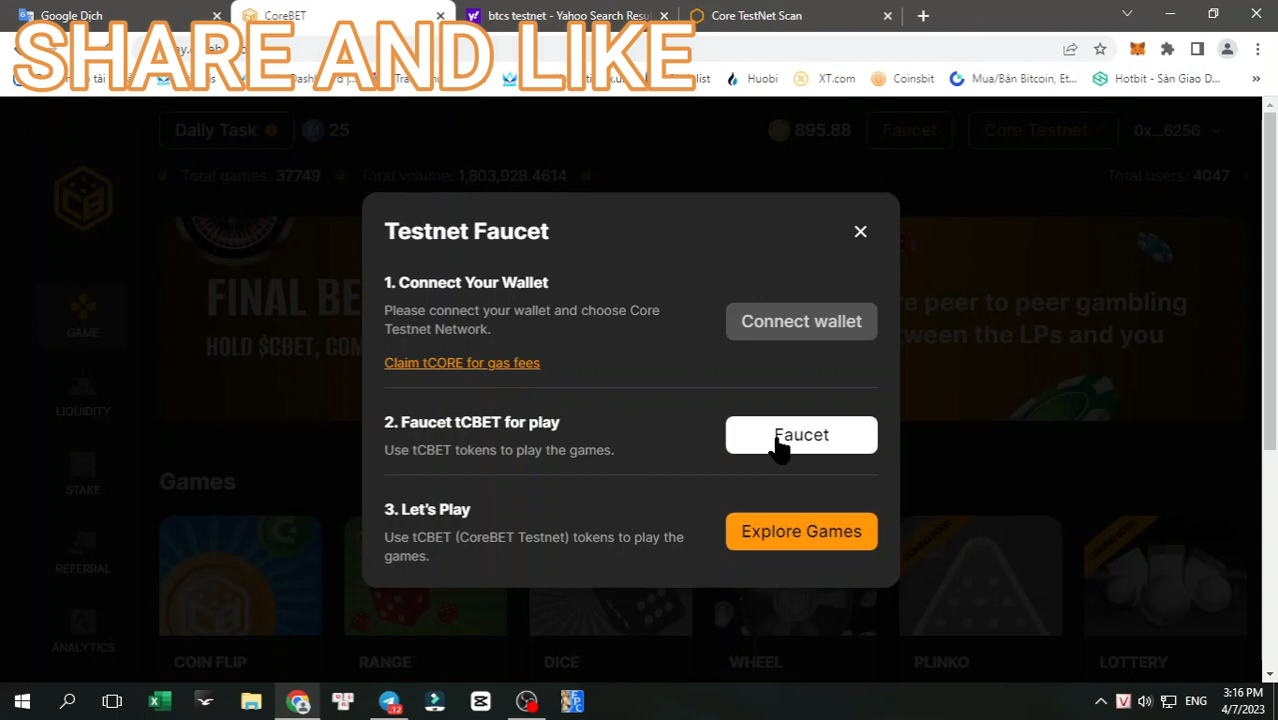 Google Dịch
CoreBET
btcs testnet - Yahoo Search Resu
Core TestNet Scan
SHARE AND LIKE
Huobi
XT.com
Coinsbit
Mua/Bán Bitcoin, Et...
Hotbit - Sàn Giao D...
Daily Task
25
895.88
Faucet
Core Testnet
0x...6256
Total games: 37749
Total volume: 1,803,928.4614
Total users: 4047
Testnet Faucet
1. Connect Your Wallet
Please connect your wallet and choose Core
Testnet Network.
Connect wallet
Claim tCORE for gas fees
2. Faucet tCBET for play
Use tCBET tokens to play the games.
Faucet
3. Let's Play
Use tCBET (CoreBET Testnet) tokens to play the
games.
Explore Games
FINAL BE
HOLD $CBET, COM
re peer to peer gambling
etween the LPs and you
GAME
LIQUIDITY
STAKE
REFERRAL
ANALYTICS
Games
COMING SOON
COMING SOON
COIN FLIP
RANGE
DICE
WHEEL
PLINKO
LOTTERY
12
ENG
3:16 PM
4/7/2023